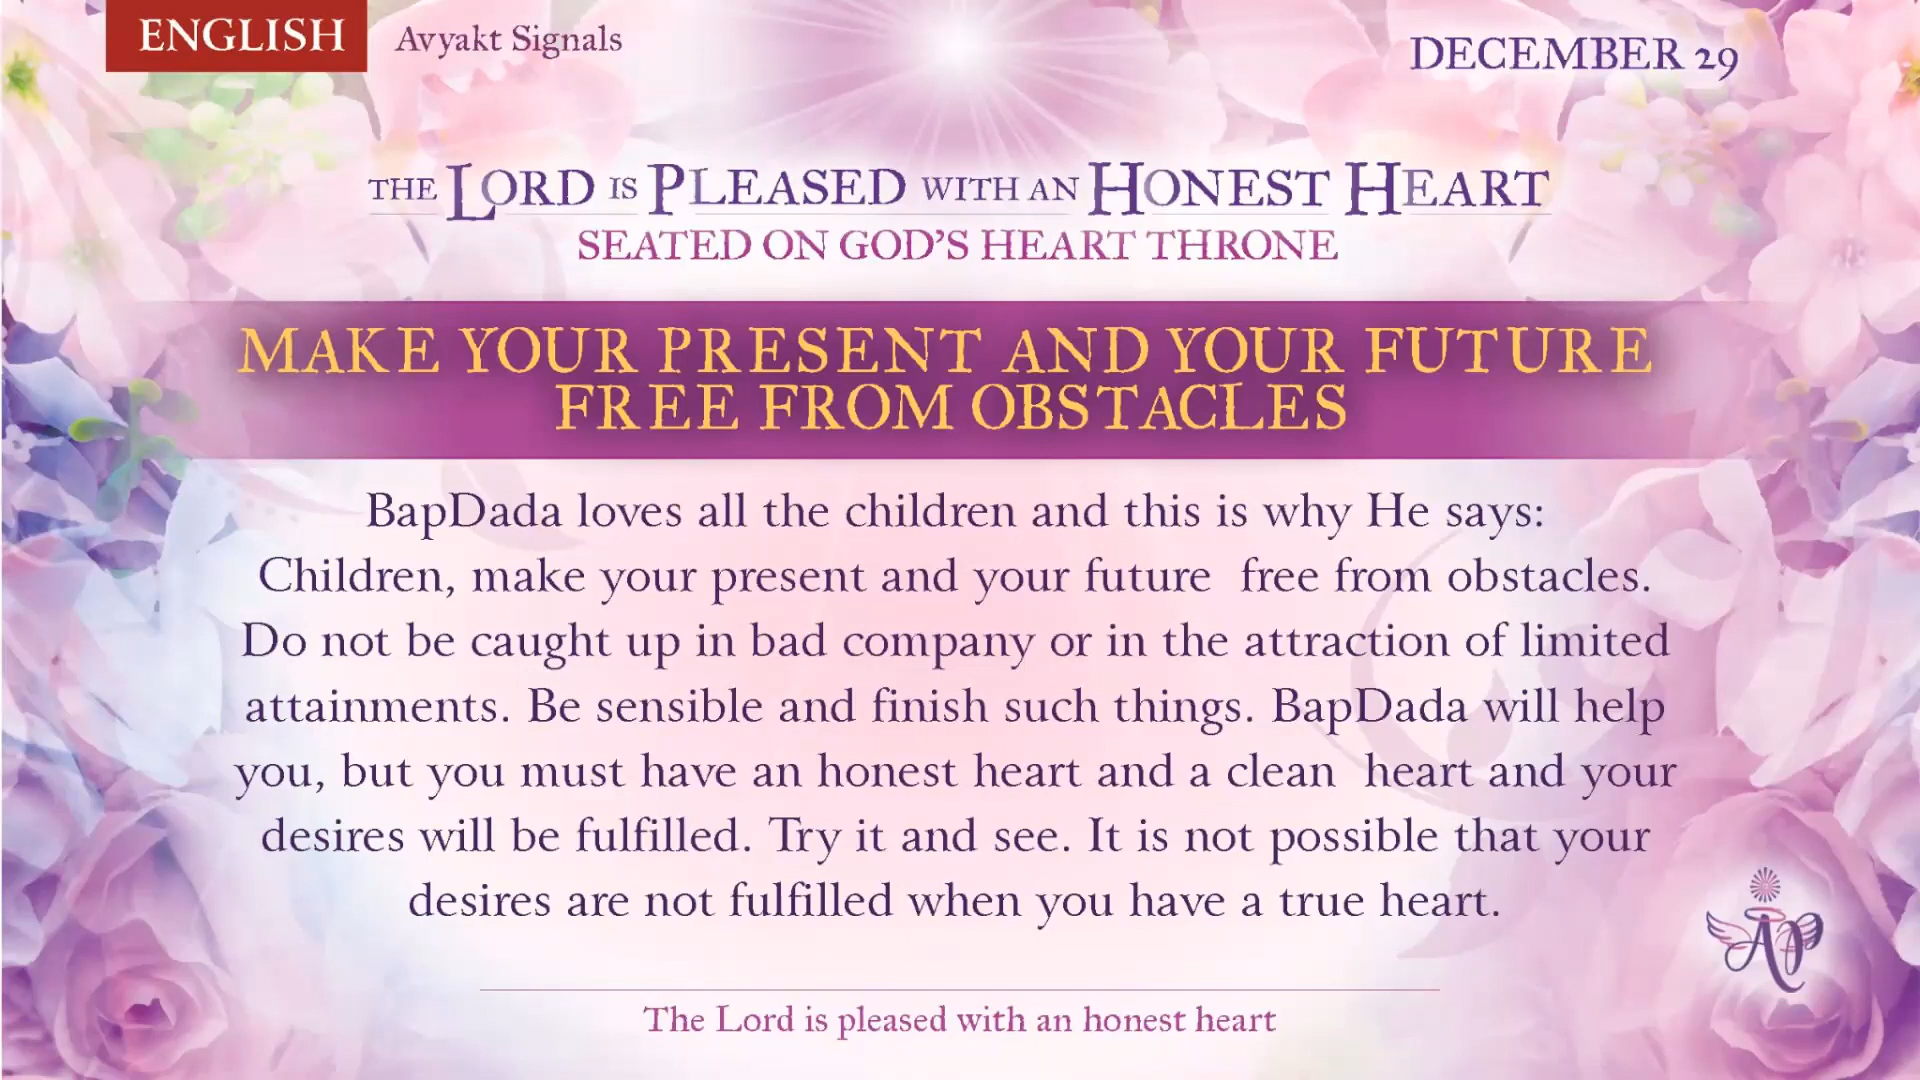 ENGLISH
Avyakt Signals
DECEMBER 29
THE LORD IS PLEASED WITH AN HONEST HEART
SEATED ON GOD'S HEART THRONE
MAKE YOUR PRESENT AND YOUR FUTURE
FREE FROM OBSTACLES
BapDada loves all the children and this is why He says:
Children, make your present and your future free from obstacles.
Do not be caught up in bad company or in the attraction of limited
attainments. Be sensible and finish such things. BapDada will help
you, but you must have an honest heart and a clean heart and your
desires will be fulfilled. Try it and see. It is not possible that your
desires are not fulfilled when you have a true heart.
AP
The Lord is pleased with an honest heart